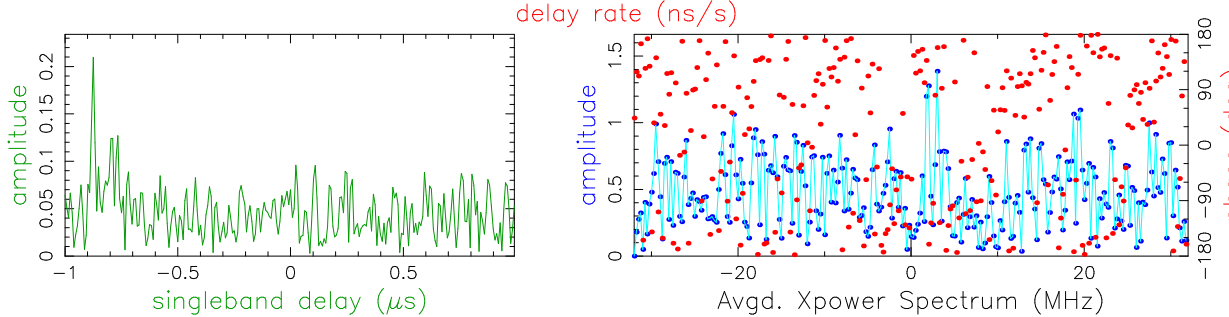 delay rate (ns/s)
amplitude
0 0.05 0.1 0.15 0.2
−1 −0.5 0 0.5
singleband delay (μs)
amplitude
0 0.5 1 1.5
−20 0 20
Avgd. Xpower Spectrum (MHz)
−180 −90 0 90 180